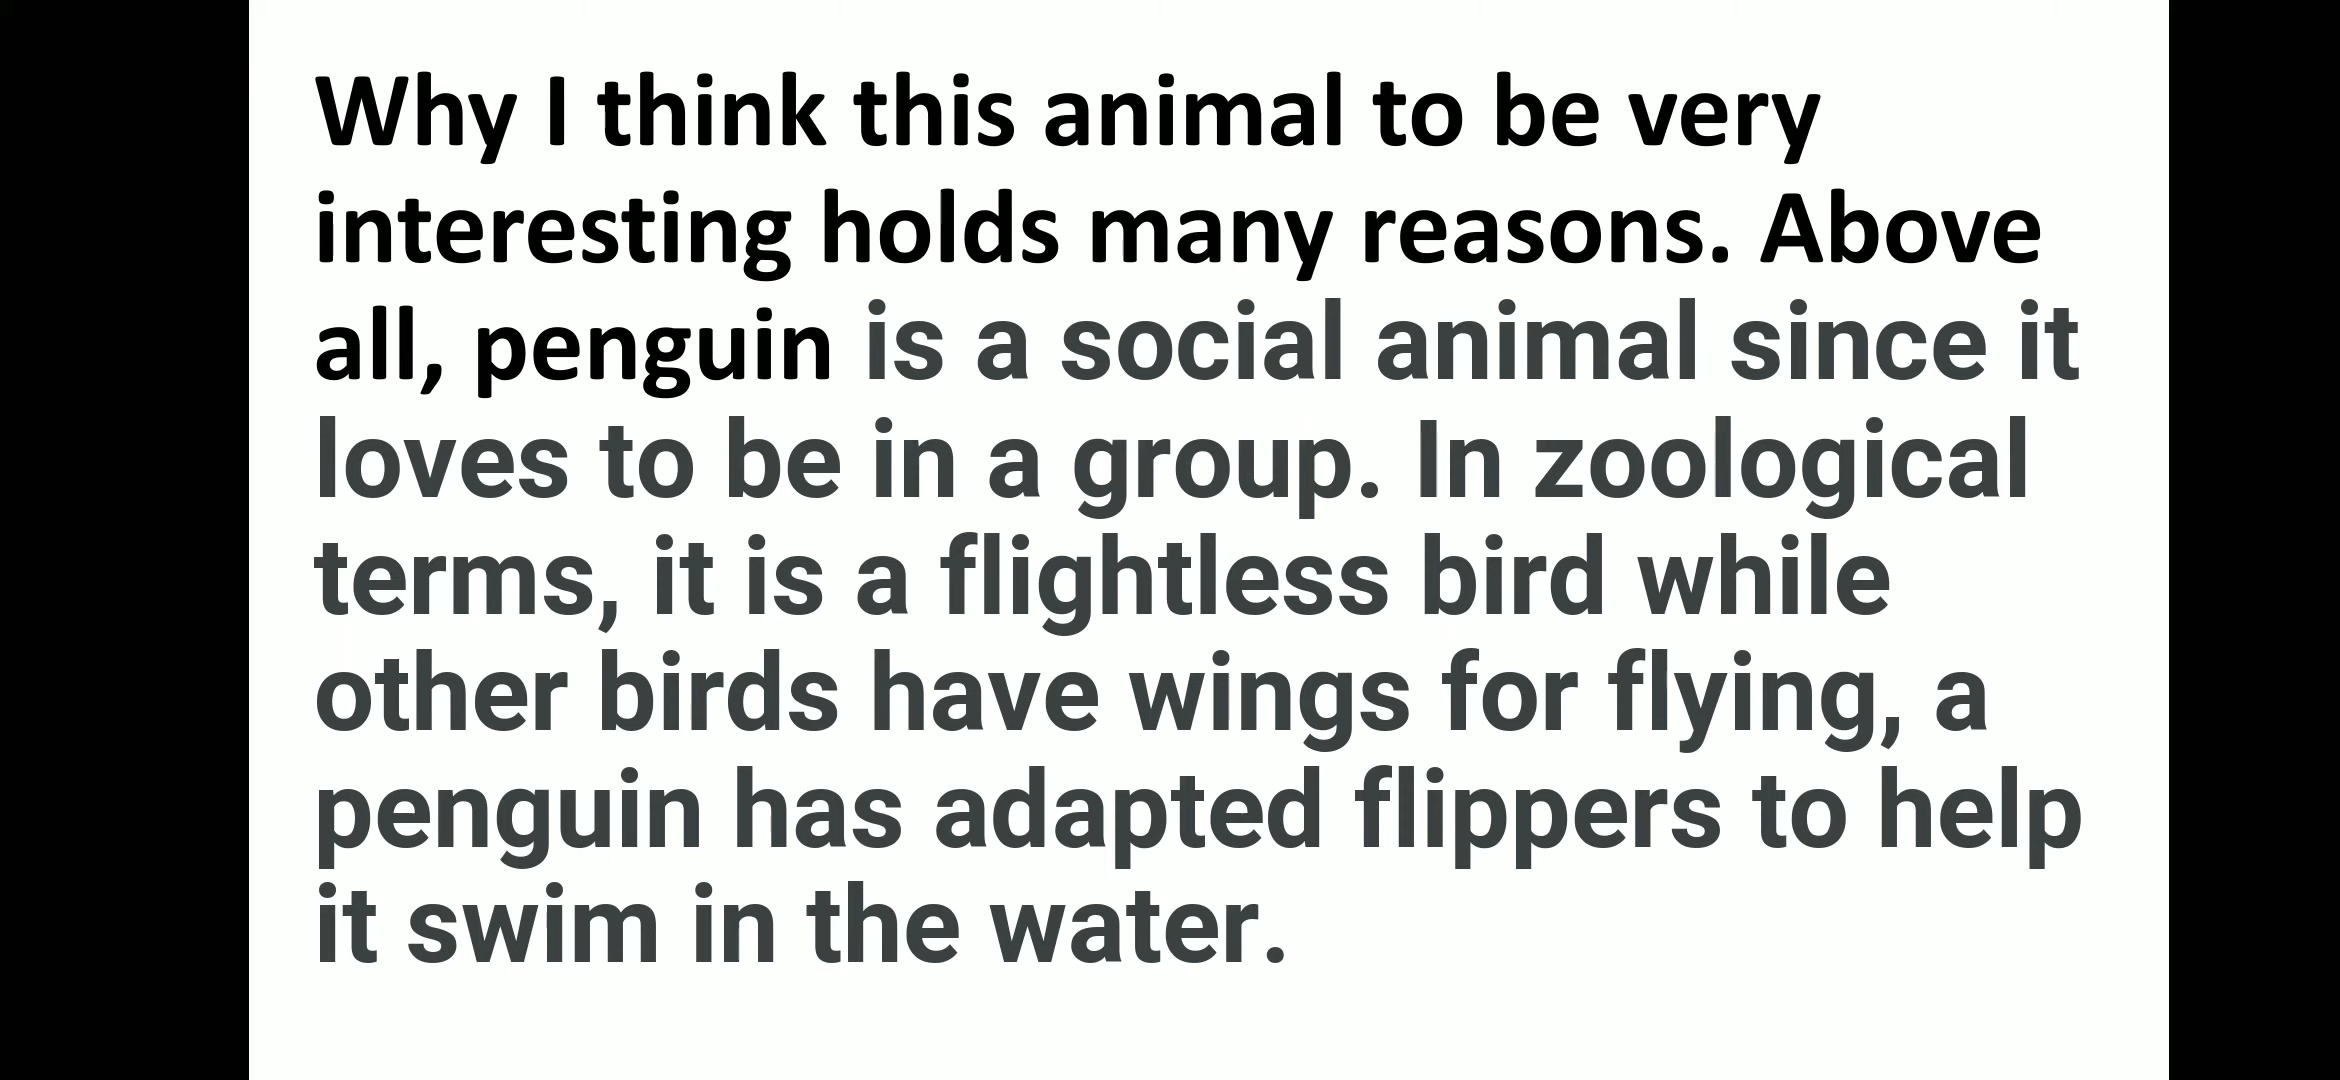 Why I think this animal to be very
interesting holds many reasons. Above
all, penguin is a social animal since it
loves to be in a group. In zoological
terms, it is a flightless bird while
other birds have wings for flying, a
penguin has adapted flippers to help
it swim in the water.